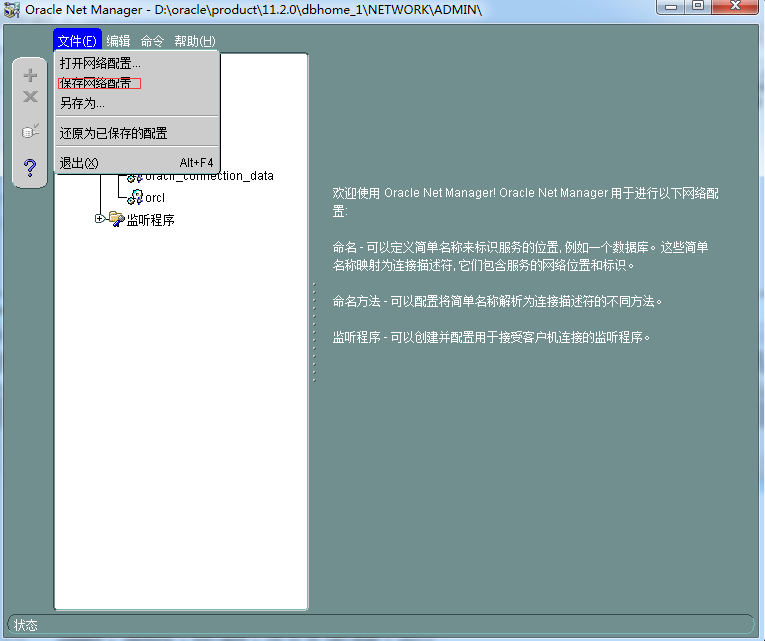 Oracle Net Manager - D:\oracle\product\11.2.0\dbhome_1\NETWORK\ADMIN\
文件(F) 编辑 命令 帮助(H)
打开网络配置...
保存网络配置
另存为...
还原为已保存的配置
退出(X) Alt+F4
oraclr_connection_data
orcl
监听程序
欢迎使用 Oracle Net Manager! Oracle Net Manager 用于进行以下网络配
置:
命名 - 可以定义简单名称来标识服务的位置, 例如一个数据库。这些简单
名称映射为连接描述符, 它们包含服务的网络位置和标识。
命名方法 - 可以配置将简单名称解析为连接描述符的不同方法。
监听程序 - 可以创建并配置用于接受客户机连接的监听程序。
状态